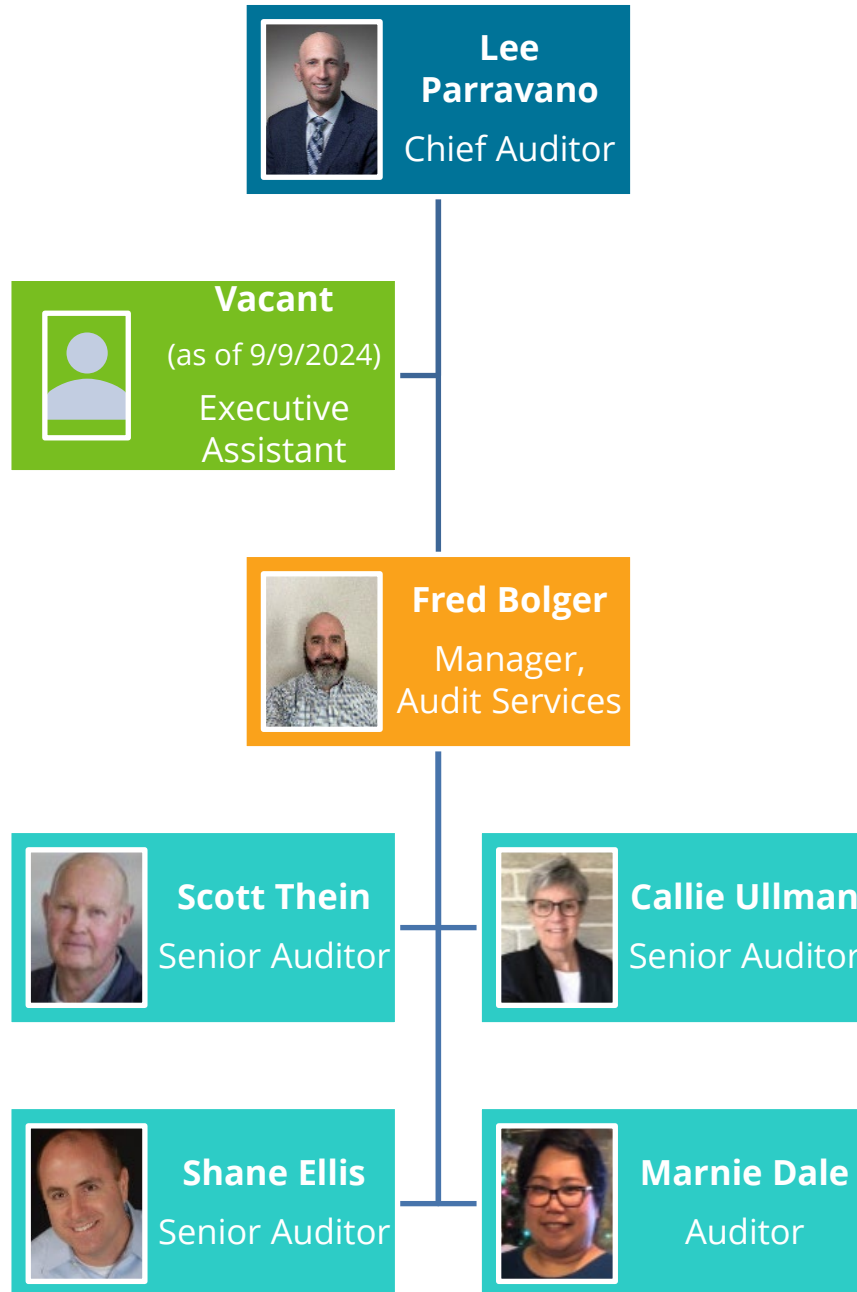 Lee
Parravano
Chief Auditor
Vacant
(as of 9/9/2024)
Executive
Assistant
Fred Bolger
Manager,
Audit Services
Scott Thein
Senior Auditor
Callie Ullman
Senior Auditor
Shane Ellis
Senior Auditor
Marnie Dale
Auditor